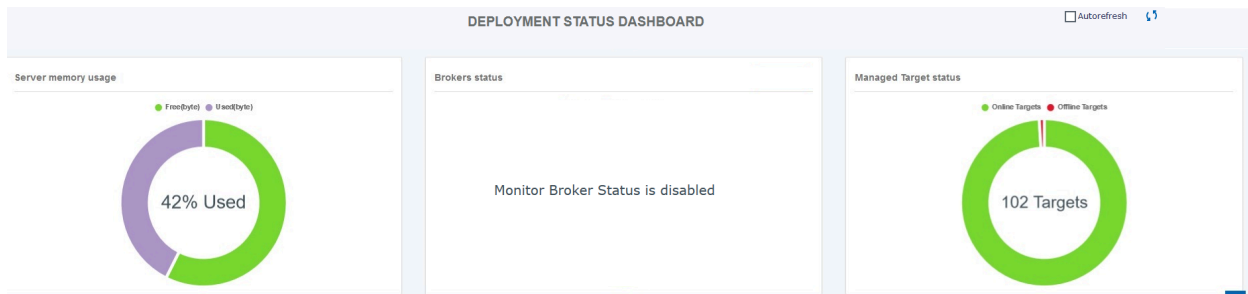 DEPLOYMENT STATUS DASHBOARD
Autorefresh
Server memory usage
Free(byte) Used(byte)
42% Used
Brokers status
Monitor Broker Status is disabled
Managed Target status
Online Targets Offline Targets
102 Targets